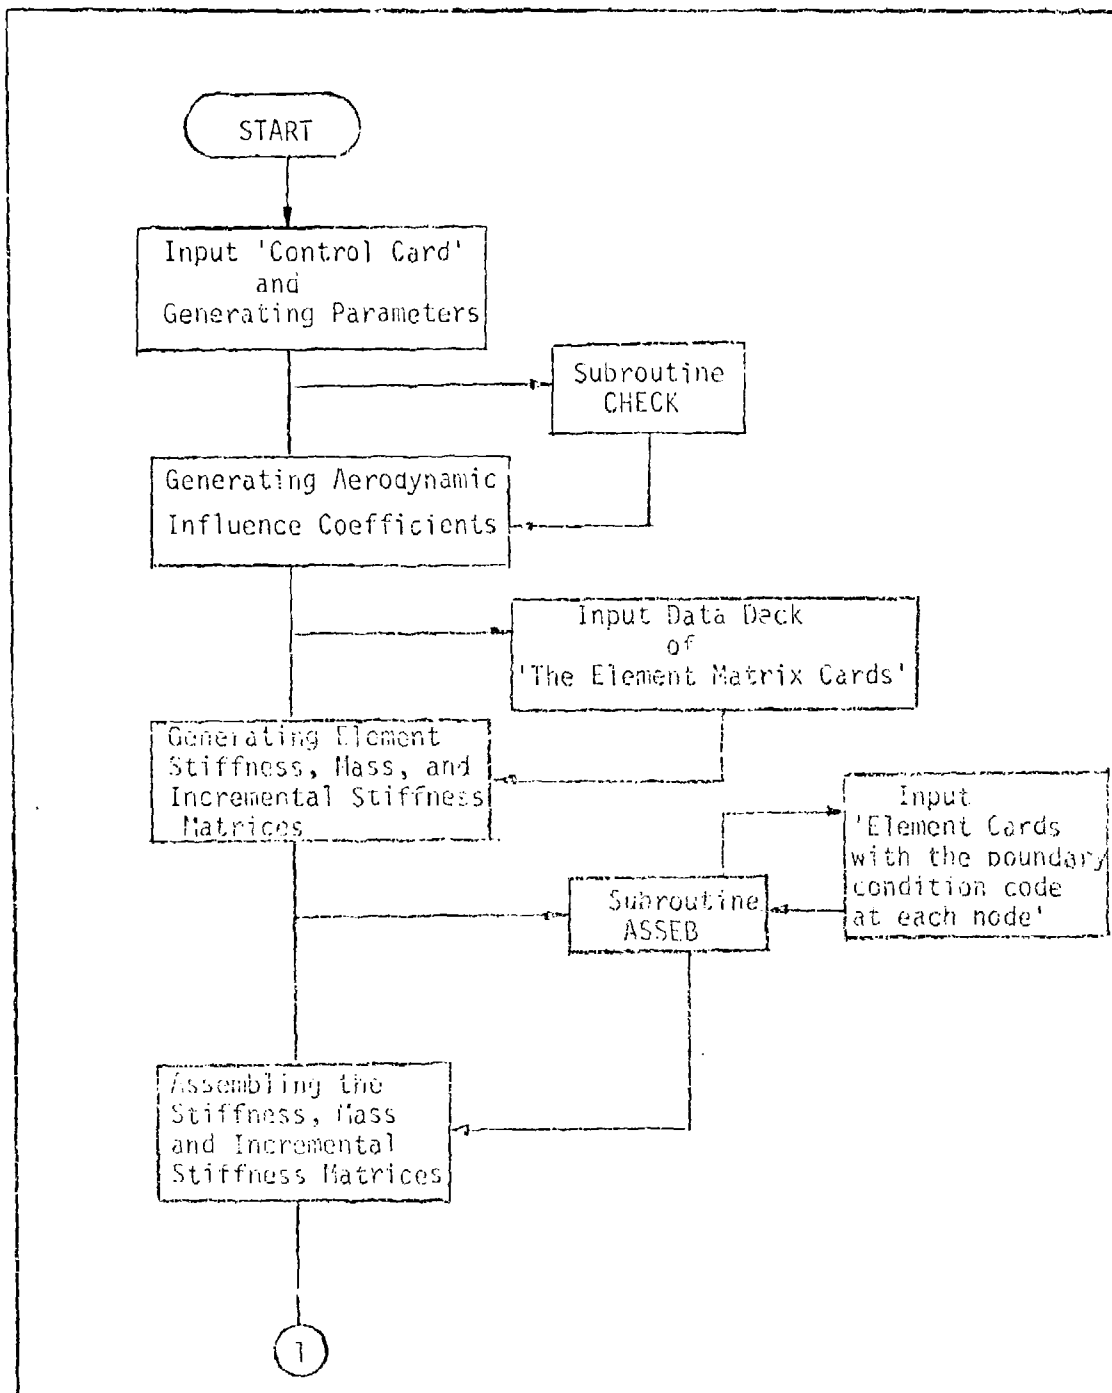 START
Input 'Control Card'
and
Generating Parameters
Subroutine
CHECK
Generating Aerodynamic
Influence Coefficients
Input Data Deck
of
'The Element Matrix Cards'
Generating Element
Stiffness, Mass, and
Incremental Stiffness
Matrices
Input
'Element Cards
with the boundary
condition code
at each node'
Subroutine
ASSEB
Assembling the
Stiffness, Mass
and Incremental
Stiffness Matrices
1